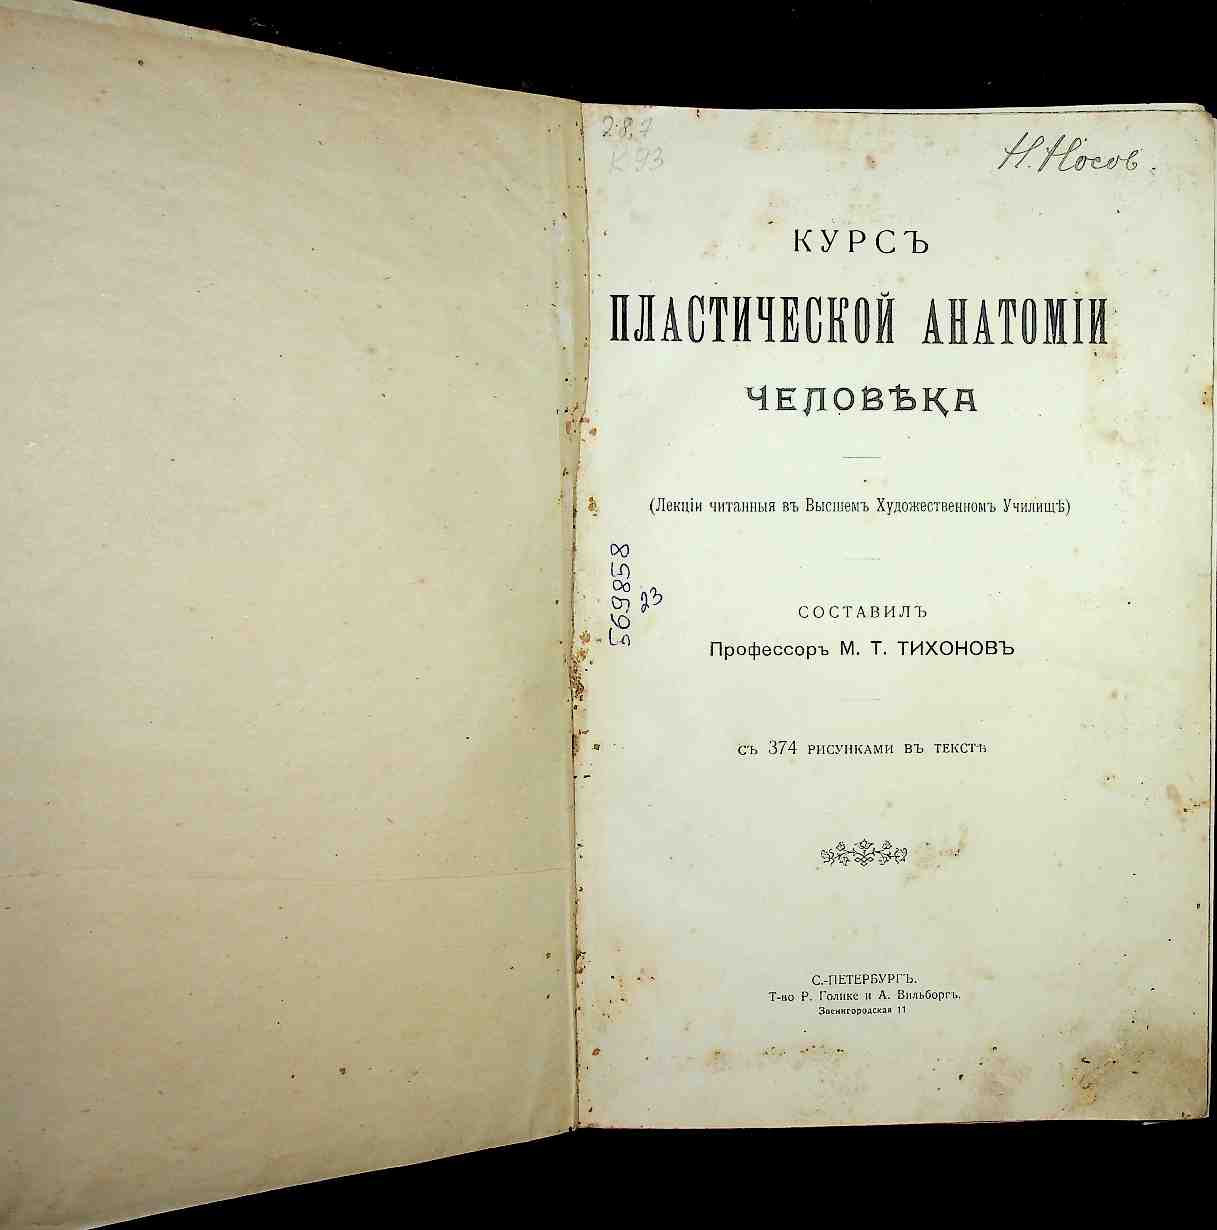 28.7
К 93
Н. Носов.
КУРСЪ
ПЛАСТИЧЕСКОЙ АНАТОМІИ
ЧЕЛОВѢКА
(Лекціи читанныя въ Высшемъ Художественномъ Училищѣ)
569858
23
СОСТАВИЛЪ
Профессоръ М. Т. ТИХОНОВЪ
СЪ 374 РИСУНКАМИ ВЪ ТЕКСТѢ
С.-ПЕТЕРБУРГЪ.
Т-во Р. Голике и А. Вильборгъ.
Звенигородская 11